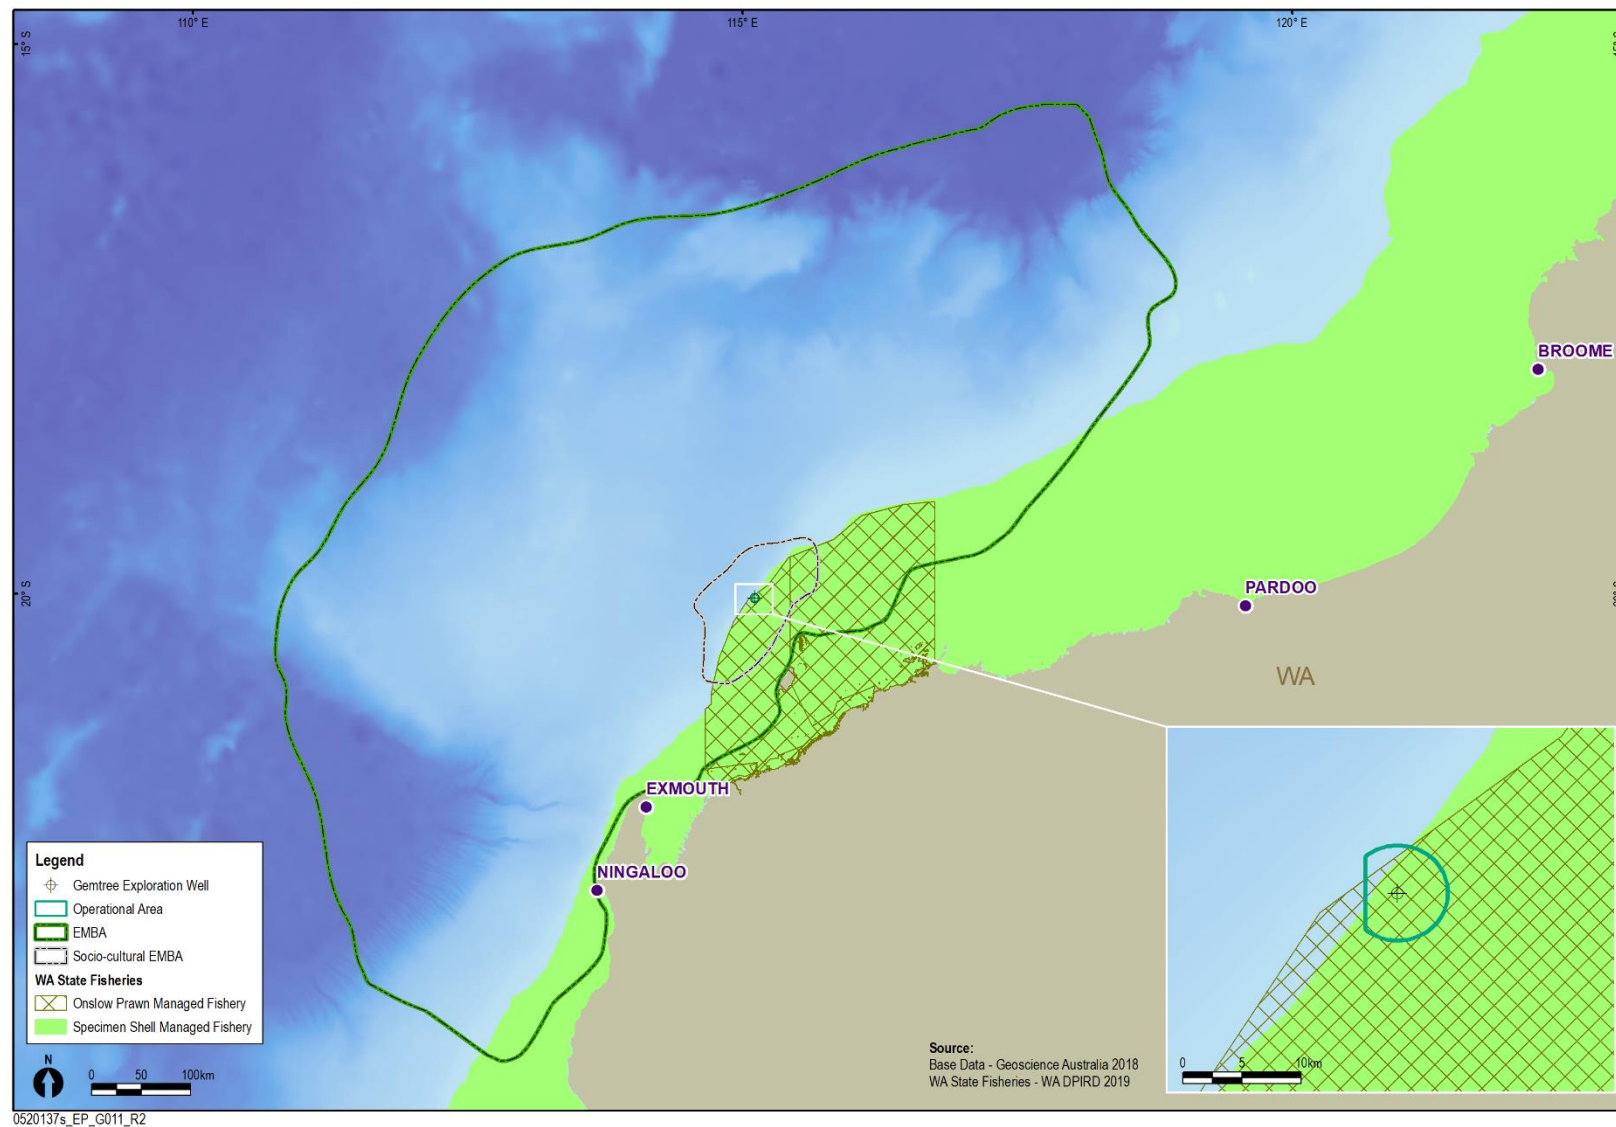 110° E
115° E
120° E
15° S
20° S
BROOME
PARDOO
WA
EXMOUTH
NINGALOO
Legend
Gemtree Exploration Well
Operational Area
EMBA
Socio-cultural EMBA
WA State Fisheries
Onslow Prawn Managed Fishery
Specimen Shell Managed Fishery
N
0 50 100km
Source:
Base Data - Geoscience Australia 2018
WA State Fisheries - WA DPIRD 2019
0 5 10km
0520137s_EP_G011_R2